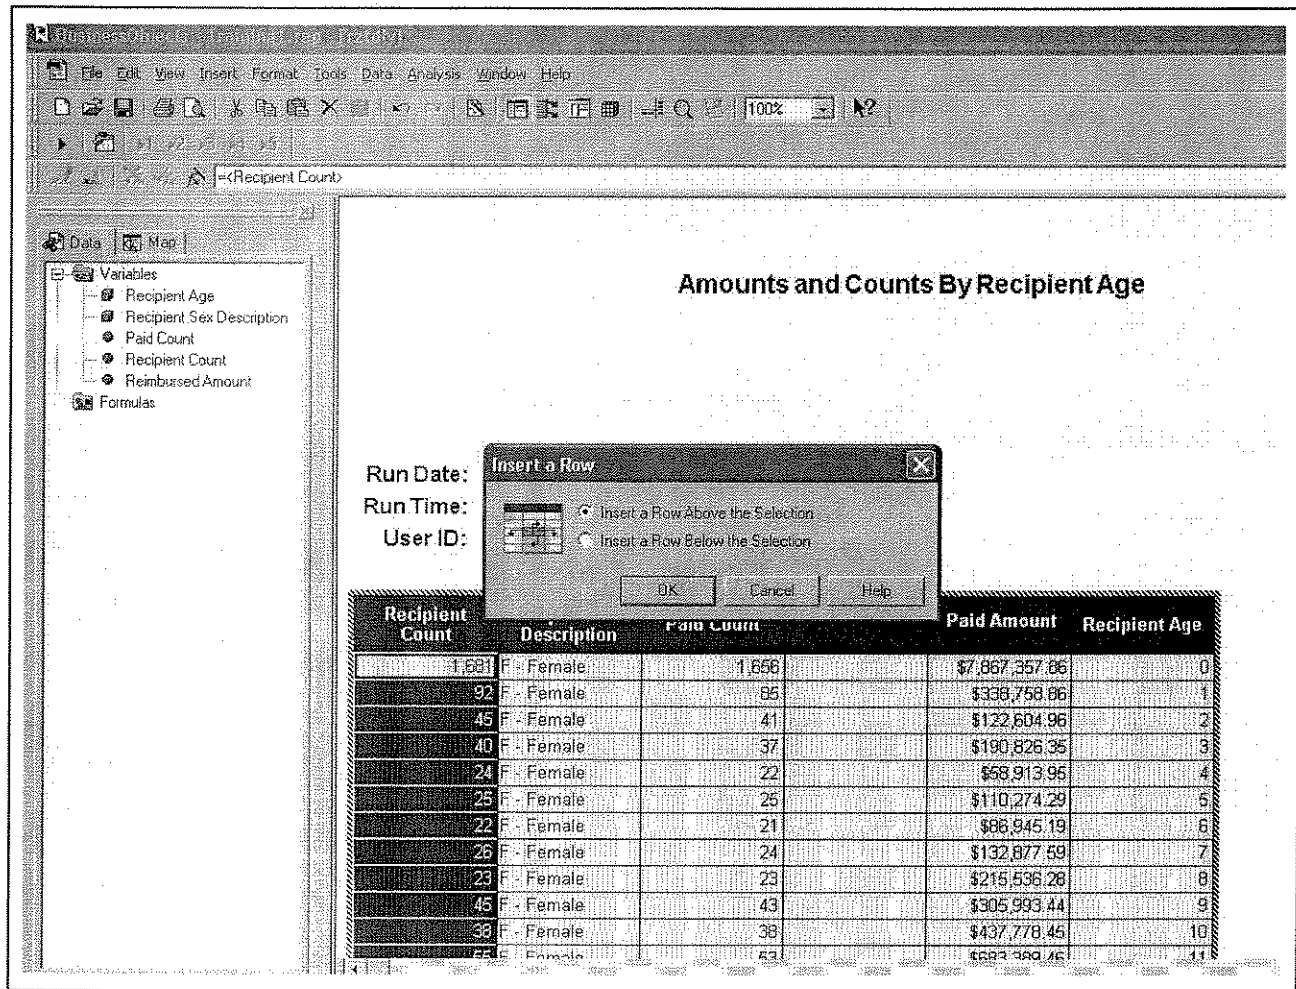 BusinessObjects
File Edit View Insert Format Tools Data Analysis Window Help
100%
=<Recipient Count>
Data Map
Variables
Recipient Age
Recipient Sex Description
Paid Count
Recipient Count
Reimbursed Amount
Formulas
Amounts and Counts By Recipient Age
Run Date:
Run Time:
User ID:
Insert a Row
Insert a Row Above the Selection
Insert a Row Below the Selection
OK Cancel Help
Recipient Count Description Paid Count Paid Amount Recipient Age
1,681 F - Female 1,656 $7,867,357.86 0
92 F - Female 85 $338,758.86 1
45 F - Female 41 $122,604.96 2
40 F - Female 37 $190,826.35 3
24 F - Female 22 $58,913.95 4
25 F - Female 25 $110,274.29 5
22 F - Female 21 $86,945.19 6
26 F - Female 24 $132,877.59 7
23 F - Female 23 $215,536.28 8
45 F - Female 43 $305,993.44 9
38 F - Female 38 $437,778.45 10
F - Female 53 $683,389.46 11